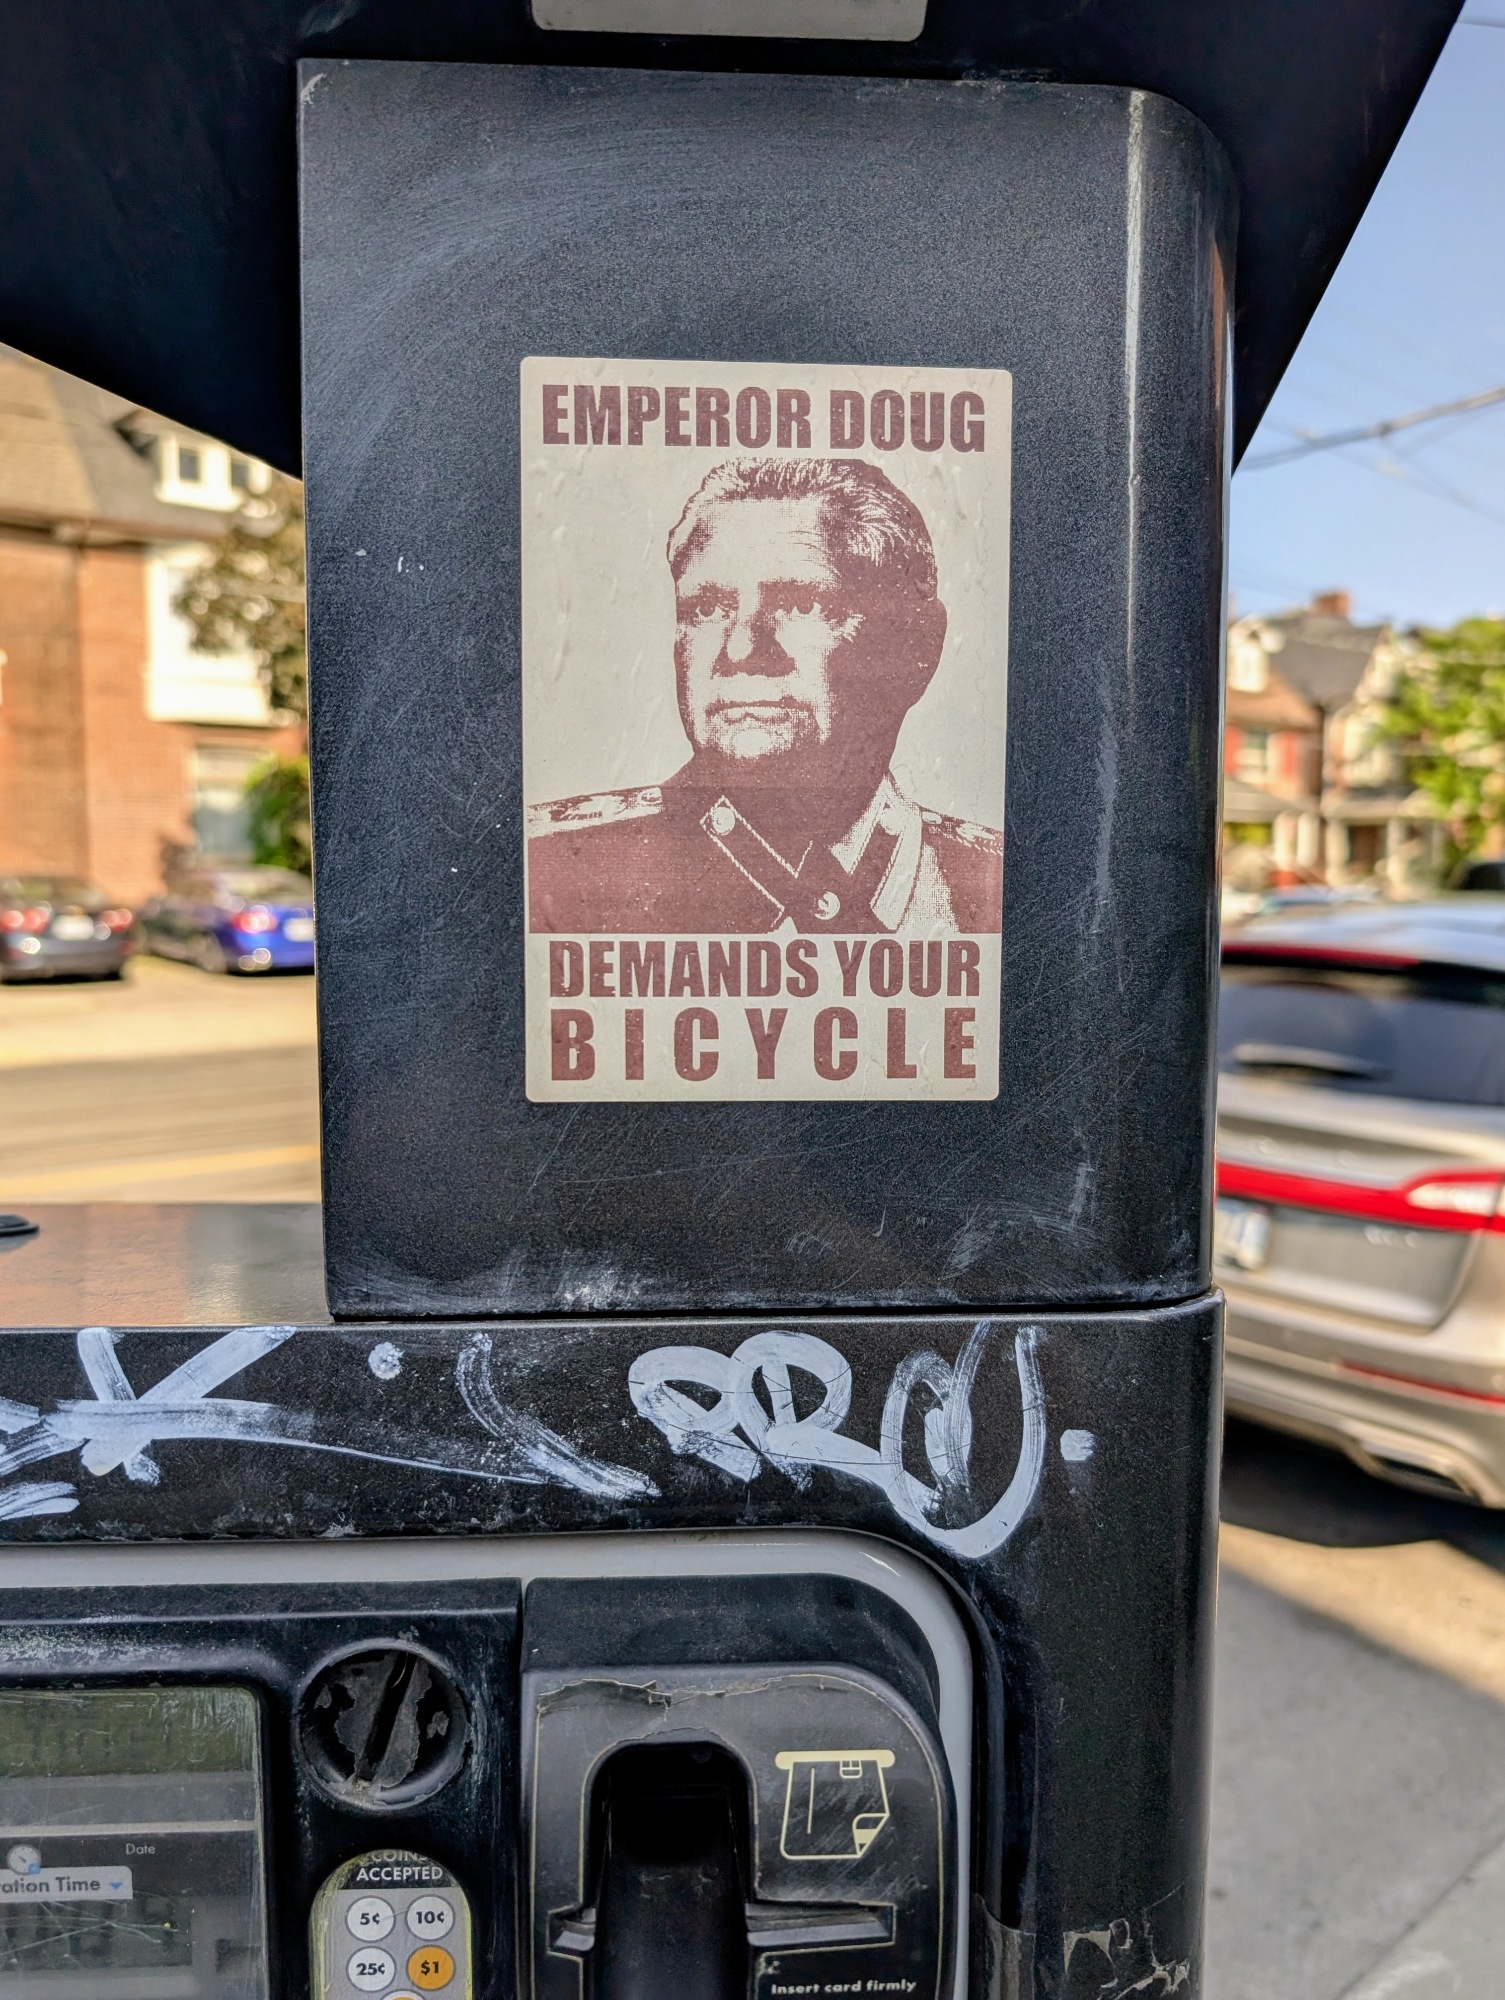 EMPEROR DOUG
DEMANDS YOUR
BICYCLE
Date
ation Time
COINS
ACCEPTED
5¢ 10¢
25¢ $1
Insert card firmly